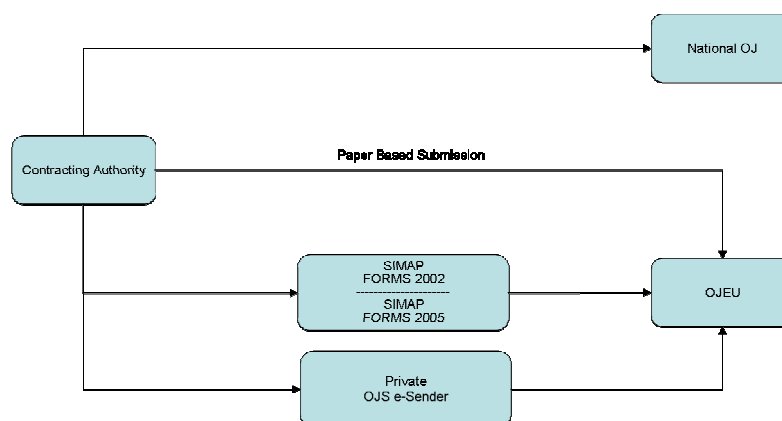 National OJ
Contracting Authority
Paper Based Submission
SIMAP
FORMS 2002
--------------------
SIMAP
FORMS 2005
OJEU
Private
OJS e-Sender